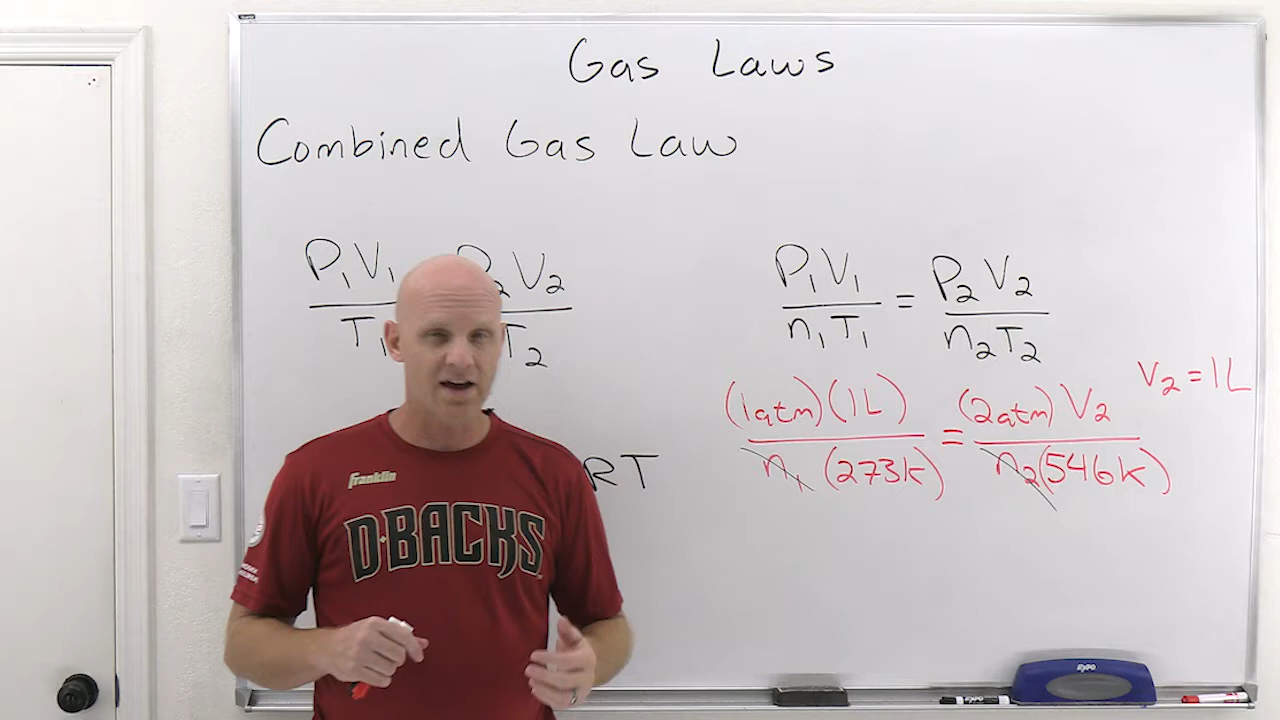 Gas Laws
Combined Gas Law
P₁V₁ P₂V₂
T₁ T₂
P₁V₁ = P₂V₂
n₁T₁ n₂T₂
V₂ = 1L
(1atm)(1L) = (2atm)V₂
n₁(273K) n₂(546K)
RT
Franklin
D·BACKS
EXPO